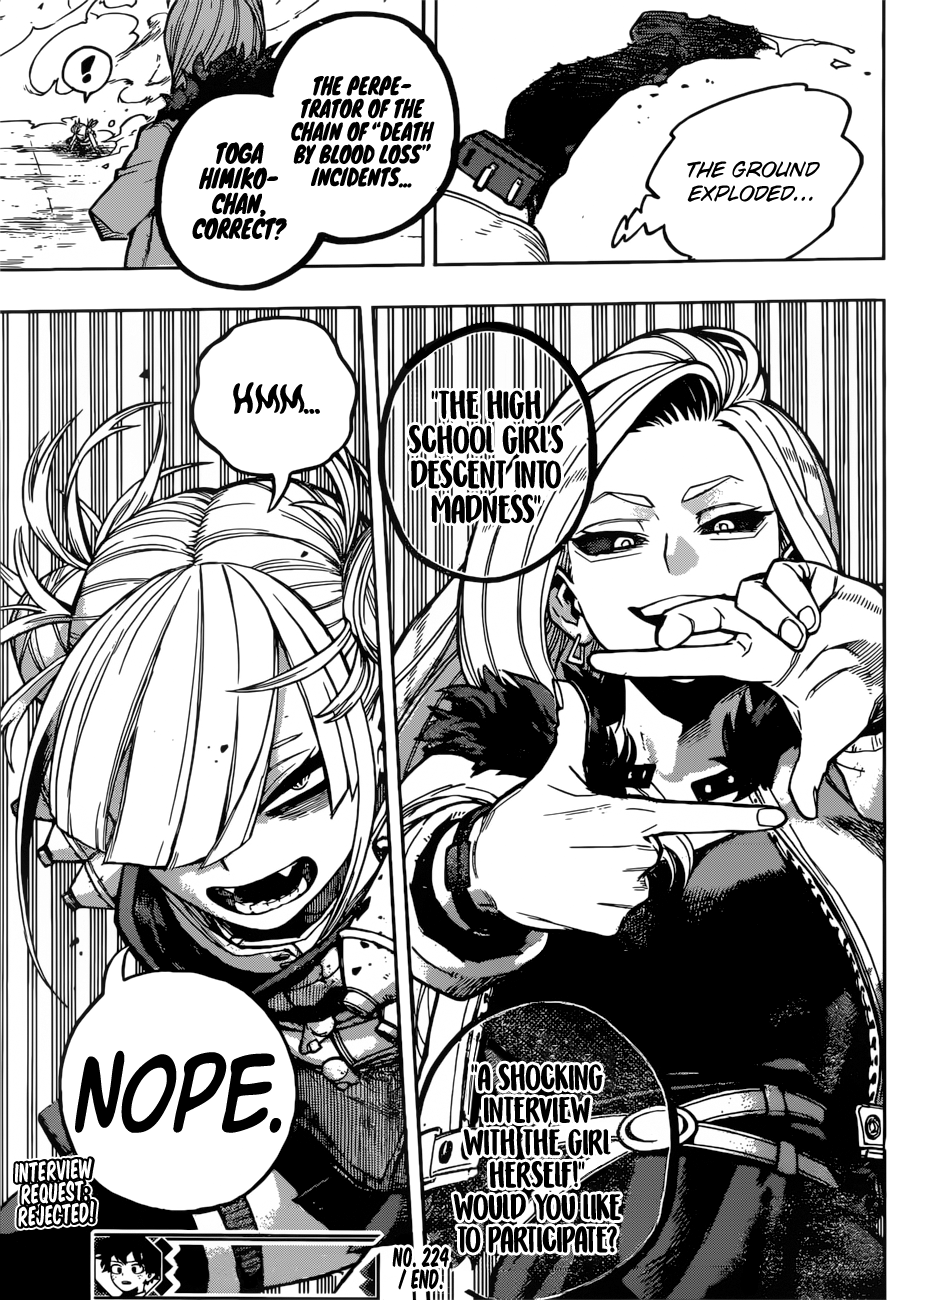 THE GROUND
EXPLODED...
!
THE PERPE-
TRATOR OF THE
CHAIN OF "DEATH
BY BLOOD LOSS"
INCIDENTS...
TOGA
HIMIKO-
CHAN,
CORRECT?
"THE HIGH
SCHOOL GIRL'S
DESCENT INTO
MADNESS"
"A SHOCKING
INTERVIEW
WITH THE GIRL
HERSELF!"
WOULD YOU LIKE
TO PARTICIPATE?
HMM...
NOPE.
INTERVIEW
REQUEST:
REJECTED!
NO. 224
/ END.